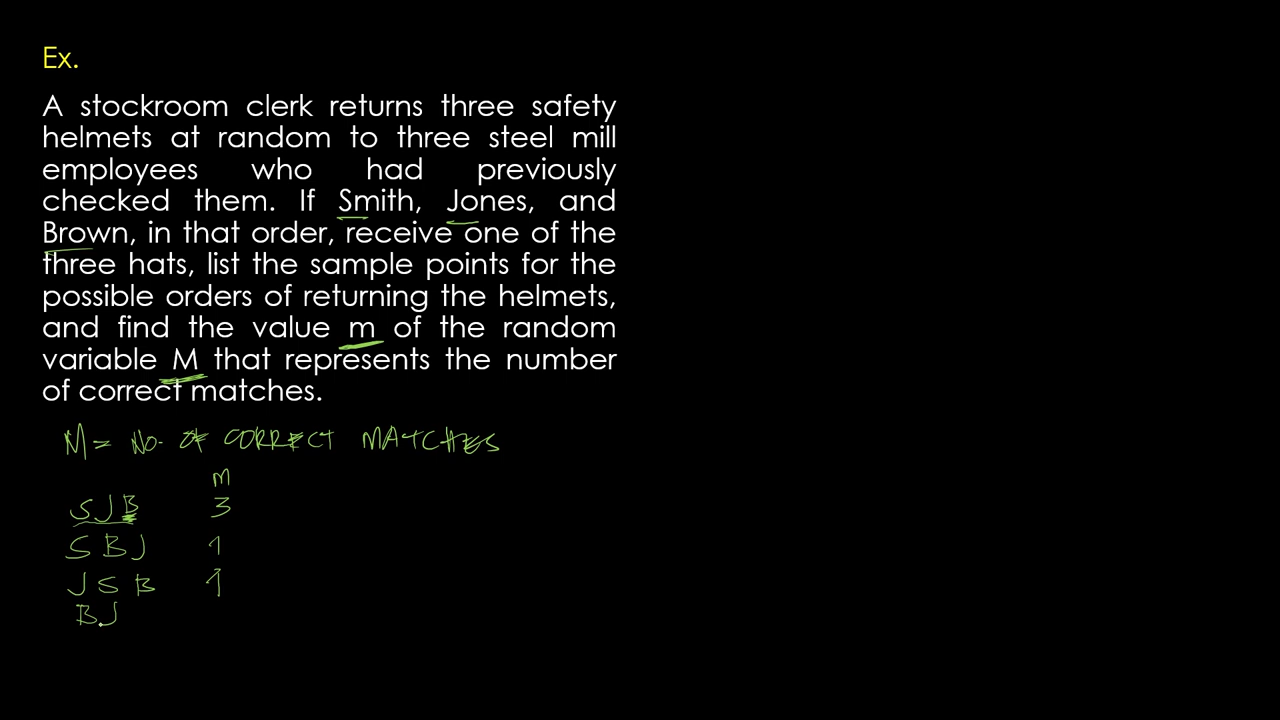 Ex.
A stockroom clerk returns three safety
helmets at random to three steel mill
employees who had previously
checked them. If Smith, Jones, and
Brown, in that order, receive one of the
three hats, list the sample points for the
possible orders of returning the helmets,
and find the value m of the random
variable M that represents the number
of correct matches.
M = NO. OF CORRECT MATCHES
m
SJB 3
SBJ 1
JSB 1
BJ